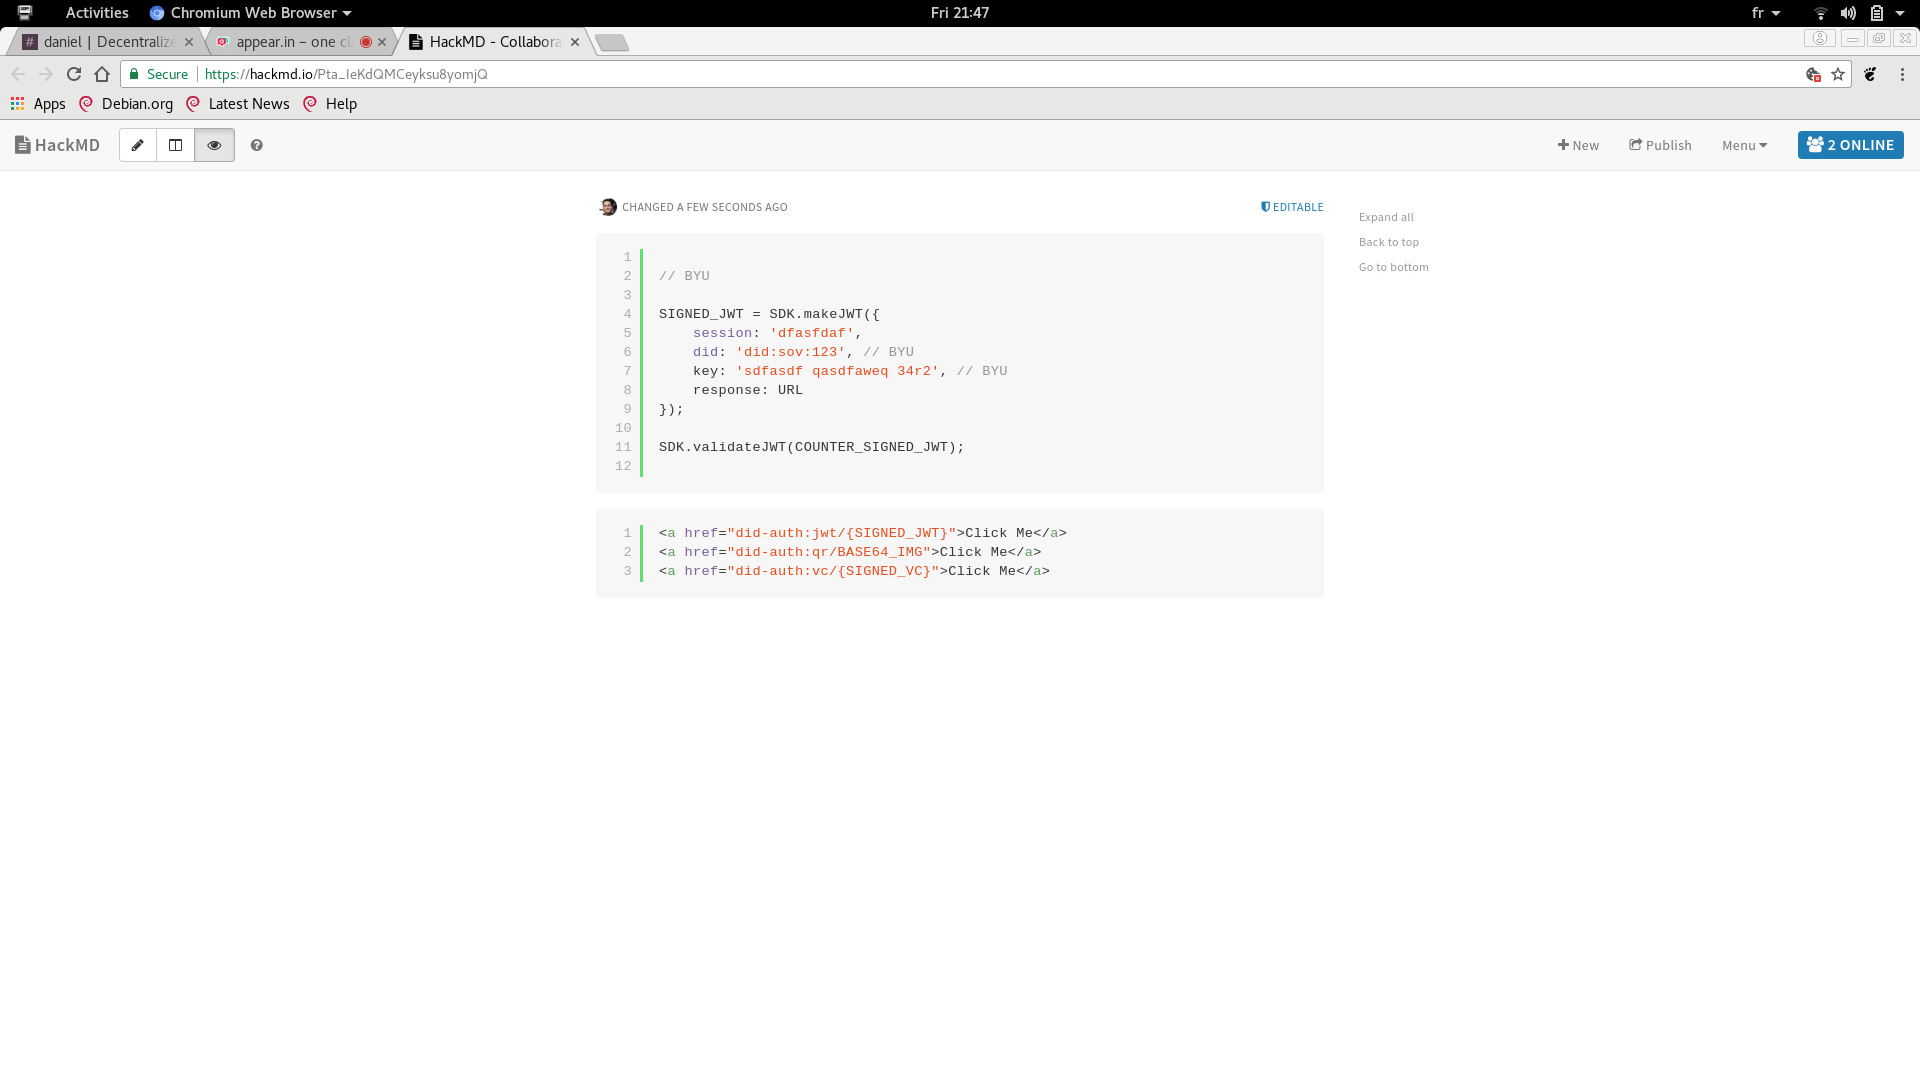 Activities Chromium Web Browser Fri 21:47 fr
# daniel | Decentralize appear.in – one cl HackMD - Collabora
Secure https://hackmd.io/Pta_IeKdQMCeyksu8yomjQ
Apps Debian.org Latest News Help
HackMD New Publish Menu 2 ONLINE
CHANGED A FEW SECONDS AGO EDITABLE
Expand all
Back to top
Go to bottom
1
2 // BYU
3
4 SIGNED_JWT = SDK.makeJWT({
5 session: 'dfasfdaf',
6 did: 'did:sov:123', // BYU
7 key: 'sdfasdf qasdfaweq 34r2', // BYU
8 response: URL
9 });
10
11 SDK.validateJWT(COUNTER_SIGNED_JWT);
12
1 <a href="did-auth:jwt/{SIGNED_JWT}">Click Me</a>
2 <a href="did-auth:qr/BASE64_IMG">Click Me</a>
3 <a href="did-auth:vc/{SIGNED_VC}">Click Me</a>